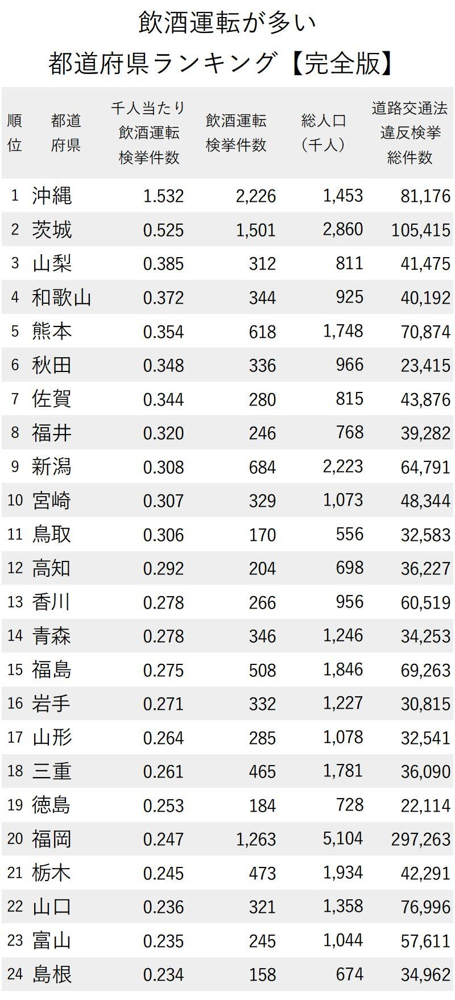 飲酒運転が多い
都道府県ランキング【完全版】
順位 都道府県 千人当たり飲酒運転検挙件数 飲酒運転検挙件数 総人口（千人） 道路交通法違反検挙総件数
1 沖縄 1.532 2,226 1,453 81,176
2 茨城 0.525 1,501 2,860 105,415
3 山梨 0.385 312 811 41,475
4 和歌山 0.372 344 925 40,192
5 熊本 0.354 618 1,748 70,874
6 秋田 0.348 336 966 23,415
7 佐賀 0.344 280 815 43,876
8 福井 0.320 246 768 39,282
9 新潟 0.308 684 2,223 64,791
10 宮崎 0.307 329 1,073 48,344
11 鳥取 0.306 170 556 32,583
12 高知 0.292 204 698 36,227
13 香川 0.278 266 956 60,519
14 青森 0.278 346 1,246 34,253
15 福島 0.275 508 1,846 69,263
16 岩手 0.271 332 1,227 30,815
17 山形 0.264 285 1,078 32,541
18 三重 0.261 465 1,781 36,090
19 徳島 0.253 184 728 22,114
20 福岡 0.247 1,263 5,104 297,263
21 栃木 0.245 473 1,934 42,291
22 山口 0.236 321 1,358 76,996
23 富山 0.235 245 1,044 57,611
24 島根 0.234 158 674 34,962